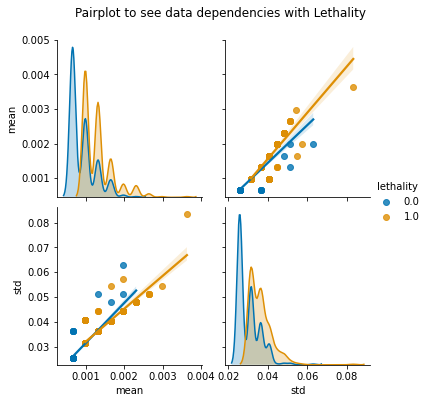 Pairplot to see data dependencies with Lethality
0.005
0.004
0.003
0.002
0.001
mean
mean
lethality
0.0
1.0
0.08
0.07
0.06
0.05
0.04
0.03
std
std
0.001 0.002 0.003 0.004
mean
0.02 0.04 0.06 0.08
std